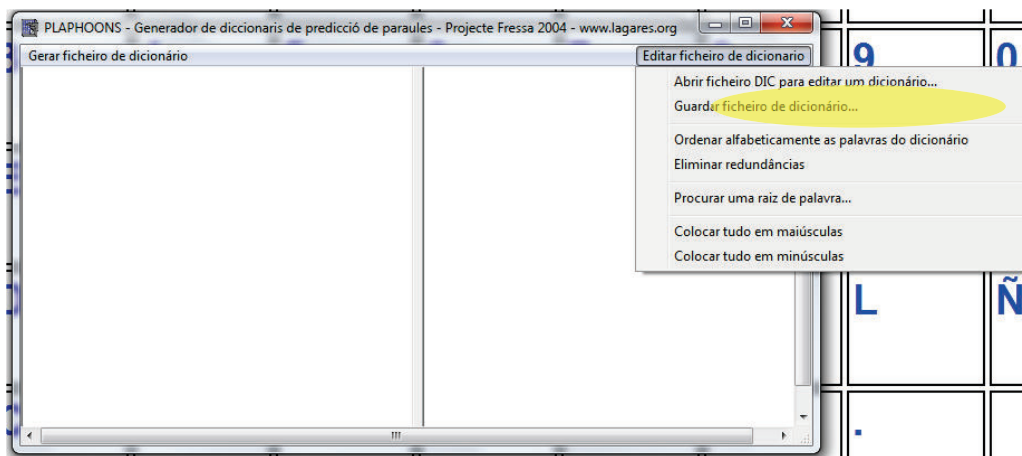 PLAPHOONS - Generador de diccionaris de predicció de paraules - Projecte Fressa 2004 - www.lagares.org
Gerar ficheiro de dicionário
Editar ficheiro de dicionario
Abrir ficheiro DIC para editar um dicionário...
Guardar ficheiro de dicionário...
Ordenar alfabeticamente as palavras do dicionário
Eliminar redundâncias
Procurar uma raiz de palavra...
Colocar tudo em maiúsculas
Colocar tudo em minúsculas
9 0
L Ñ
.